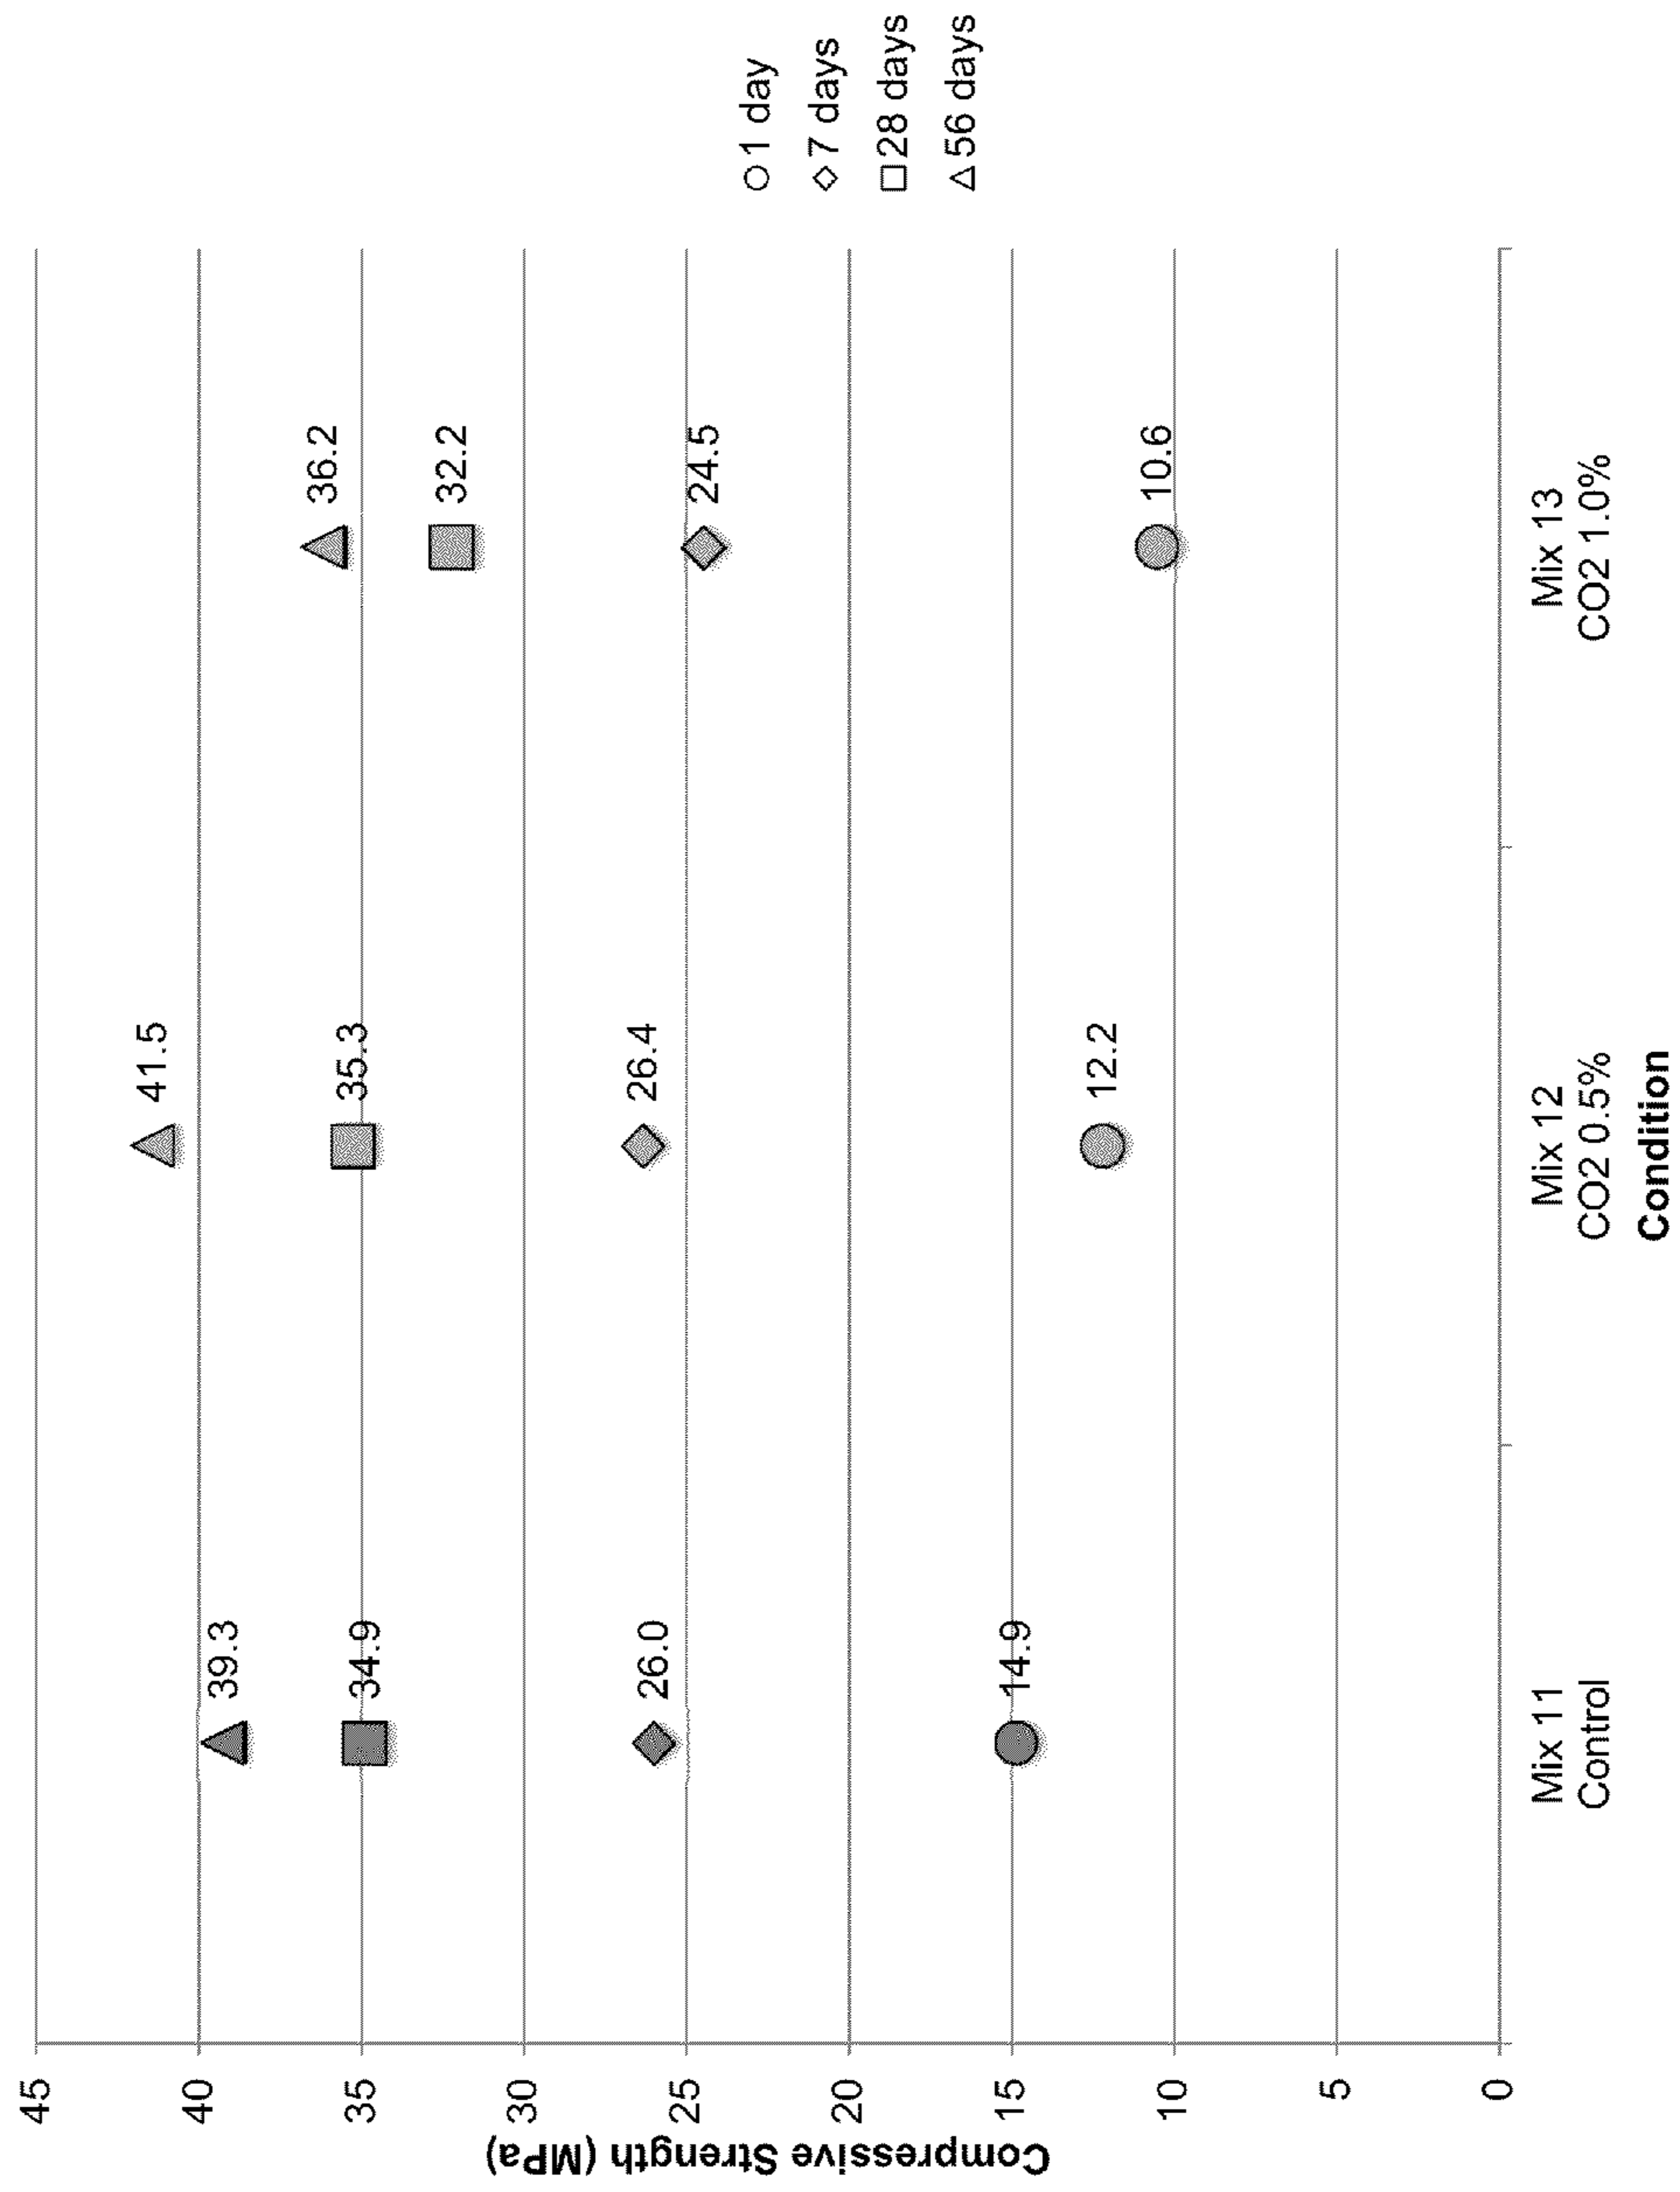 45
40
35
30
25
20
15
10
5
0
Compressive Strength (MPa)
39.3
34.9
26.0
14.9
41.5
35.3
26.4
12.2
36.2
32.2
24.5
10.6
Mix 11
Control
Mix 12
CO2 0.5%
Mix 13
CO2 1.0%
Condition
1 day
7 days
28 days
56 days